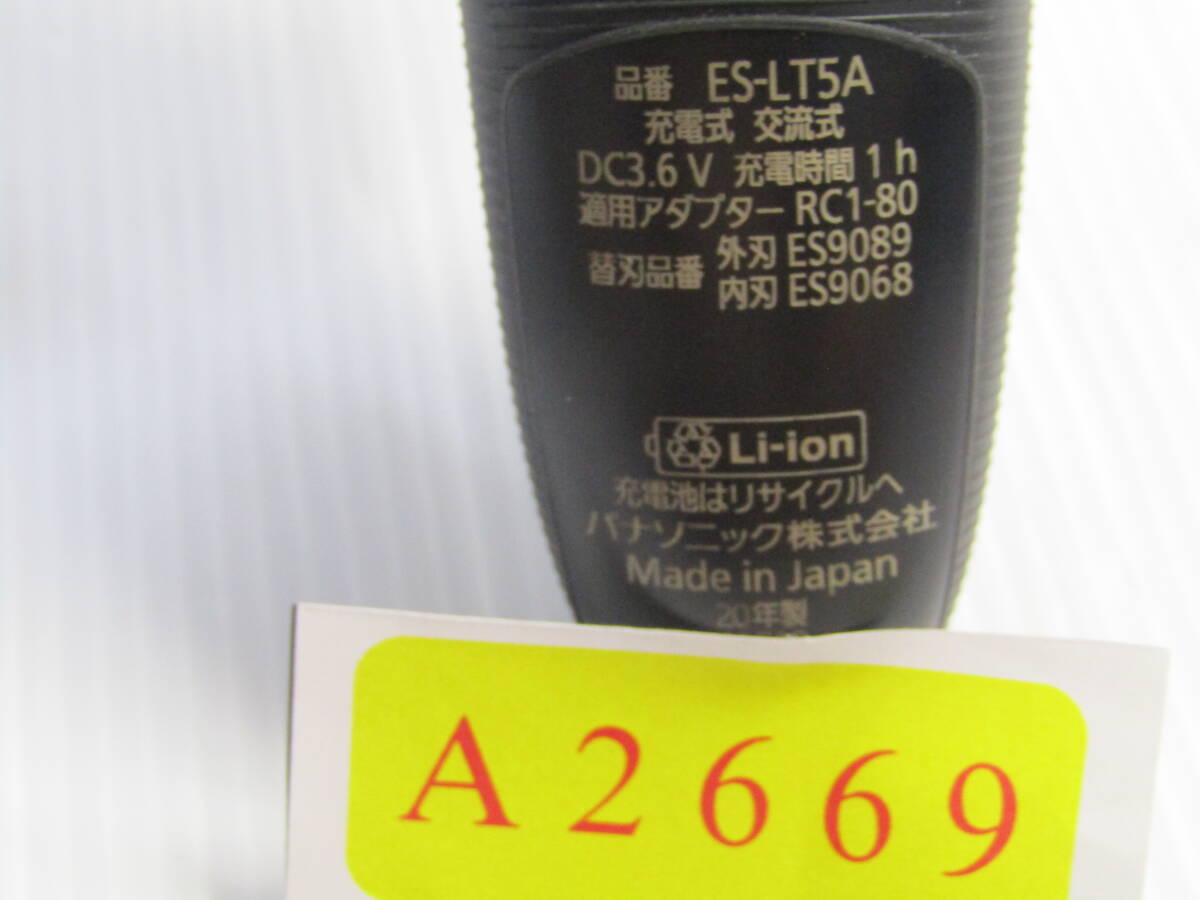 品番 ES-LT5A
充電式 交流式
DC3.6 V 充電時間 1 h
適用アダプター RC1-80
替刃品番 外刃 ES9089
内刃 ES9068
Li-ion
充電池はリサイクルへ
パナソニック株式会社
Made in Japan
20年製
A2669